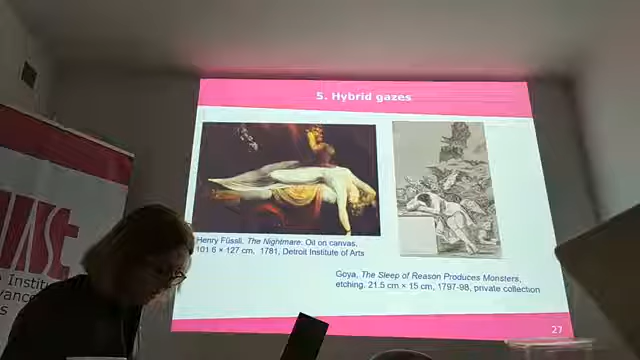 5. Hybrid gazes
Henry Füssli, The Nightmare. Oil on canvas,
101.6 × 127 cm, 1781, Detroit Institute of Arts
Goya, The Sleep of Reason Produces Monsters,
etching. 21.5 cm × 15 cm, 1797-98, private collection
27
e Institu
vance
s